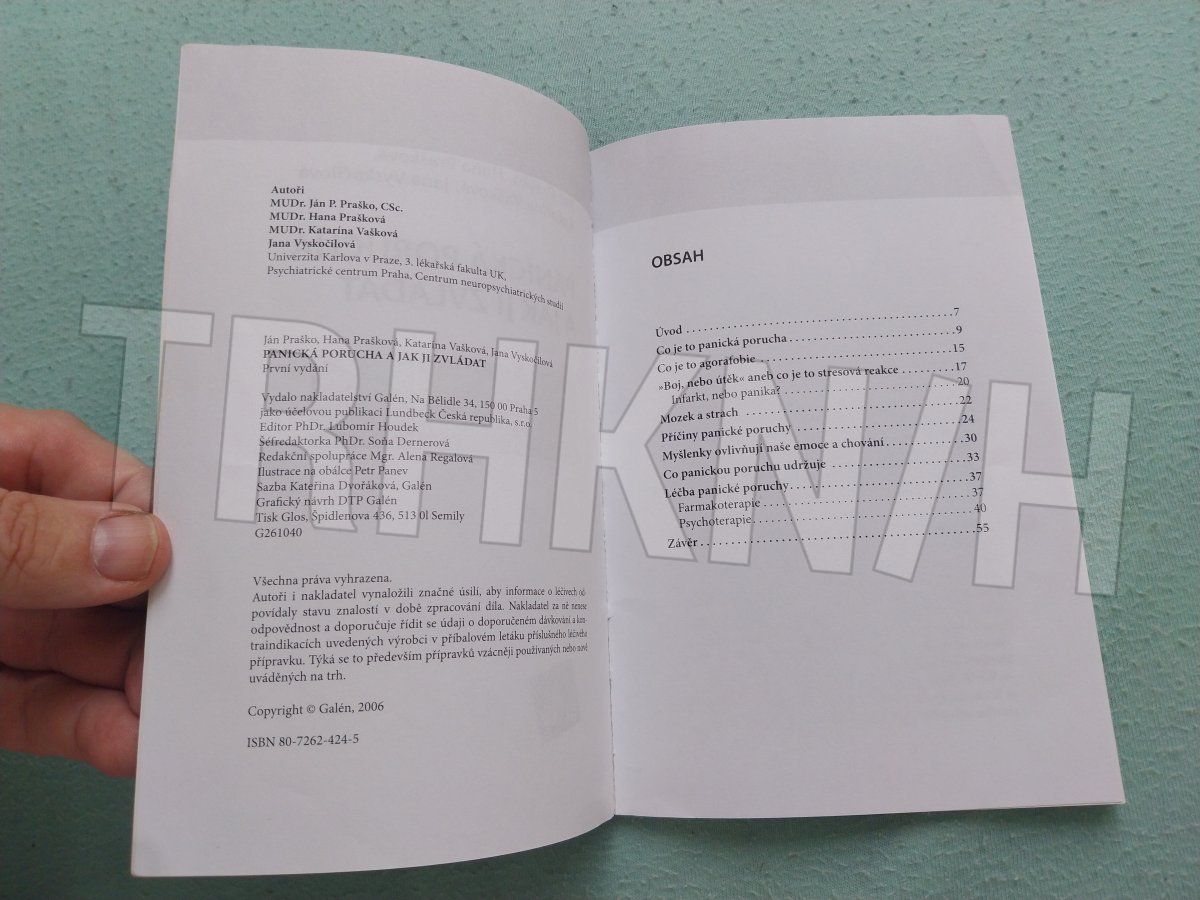 Autoři
MUDr. Ján P. Praško, CSc.
MUDr. Hana Prašková
MUDr. Katarína Vašková
Jana Vyskočilová
Univerzita Karlova v Praze, 3. lékařská fakulta UK,
Psychiatrické centrum Praha, Centrum neuropsychiatrických studií
Ján Praško, Hana Prašková, Katarína Vašková, Jana Vyskočilová
PANICKÁ PORUCHA A JAK JI ZVLÁDAT
První vydání
Vydalo nakladatelství Galén, Na Bělidle 34, 150 00 Praha 5
jako účelovou publikaci Lundbeck Česká republika, s.r.o.
Editor PhDr. Lubomír Houdek
Šéfredaktorka PhDr. Soňa Dernerová
Redakční spolupráce Mgr. Alena Regalová
Ilustrace na obálce Petr Panev
Sazba Kateřina Dvořáková, Galén
Grafický návrh DTP Galén
Tisk Glos, Špidlenova 436, 513 0l Semily
G261040
Všechna práva vyhrazena.
Autoři i nakladatel vynaložili značné úsilí, aby informace o léčivech od-
povídaly stavu znalostí v době zpracování díla. Nakladatel za ně nenese
odpovědnost a doporučuje řídit se údaji o doporučeném dávkování a kon-
traindikacích uvedených výrobci v příbalovém letáku příslušného léčivého
přípravku. Týká se to především přípravků vzácněji používaných nebo nově
uváděných na trh.
Copyright © Galén, 2006
ISBN 80-7262-424-5
OBSAH
Úvod . . . . . . . . . . 7
Co je to panická porucha . . . . . . . . . . 9
Co je to agorafobie . . . . . . . . . . 15
»Boj, nebo útěk« aneb co je to stresová reakce . . . . . . . . . 17
Infarkt, nebo panika? . . . . . . . . . . 20
Mozek a strach . . . . . . . . . . 22
Příčiny panické poruchy . . . . . . . . . . 24
Myšlenky ovlivňují naše emoce a chování . . . . . . . . . . 30
Co panickou poruchu udržuje . . . . . . . . . . 33
Léčba panické poruchy . . . . . . . . . . 37
Farmakoterapie . . . . . . . . . . 37
Psychoterapie . . . . . . . . . . 40
Závěr . . . . . . . . . . 55
TRHKNIH